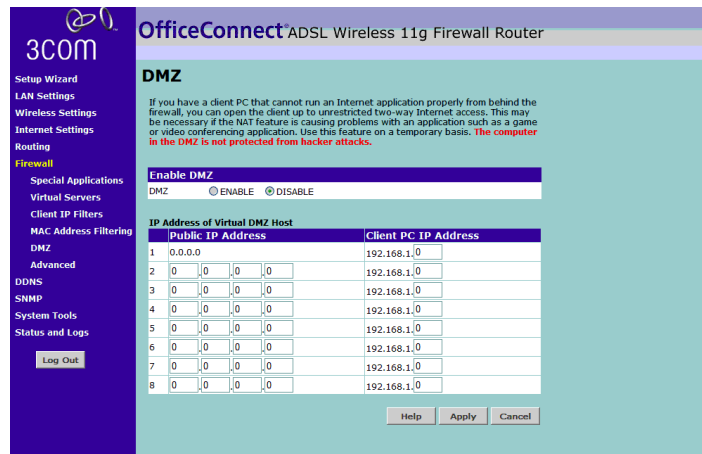 3COM
OfficeConnect ADSL Wireless 11g Firewall Router
Setup Wizard
LAN Settings
Wireless Settings
Internet Settings
Routing
Firewall
Special Applications
Virtual Servers
Client IP Filters
MAC Address Filtering
DMZ
Advanced
DDNS
SNMP
System Tools
Status and Logs
Log Out
DMZ
If you have a client PC that cannot run an Internet application properly from behind the
firewall, you can open the client up to unrestricted two-way Internet access. This may
be necessary if the NAT feature is causing problems with an application such as a game
or video conferencing application. Use this feature on a temporary basis. The computer
in the DMZ is not protected from hacker attacks.
Enable DMZ
DMZ ENABLE DISABLE
IP Address of Virtual DMZ Host
Public IP Address Client PC IP Address
1 0.0.0.0 192.168.1.0
2 0 .0 .0 .0 192.168.1.0
3 0 .0 .0 .0 192.168.1.0
4 0 .0 .0 .0 192.168.1.0
5 0 .0 .0 .0 192.168.1.0
6 0 .0 .0 .0 192.168.1.0
7 0 .0 .0 .0 192.168.1.0
8 0 .0 .0 .0 192.168.1.0
Help Apply Cancel